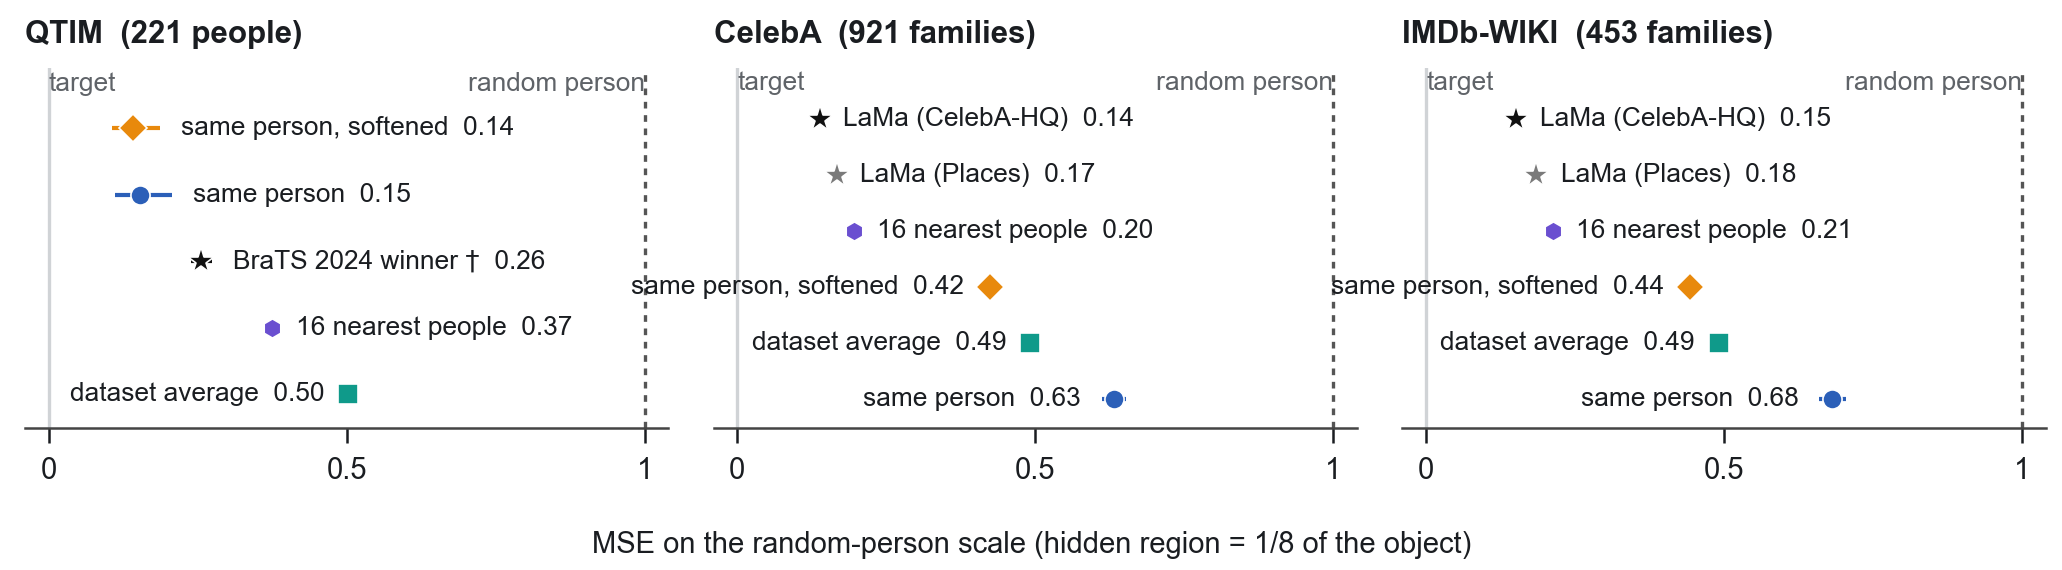 QTIM (221 people)
target
random person
same person, softened 0.14
same person 0.15
BraTS 2024 winner † 0.26
16 nearest people 0.37
dataset average 0.50
0
0.5
1
CelebA (921 families)
target
random person
LaMa (CelebA-HQ) 0.14
LaMa (Places) 0.17
16 nearest people 0.20
same person, softened 0.42
dataset average 0.49
same person 0.63
0
0.5
1
IMDb-WIKI (453 families)
target
random person
LaMa (CelebA-HQ) 0.15
LaMa (Places) 0.18
16 nearest people 0.21
same person, softened 0.44
dataset average 0.49
same person 0.68
0
0.5
1
MSE on the random-person scale (hidden region = 1/8 of the object)